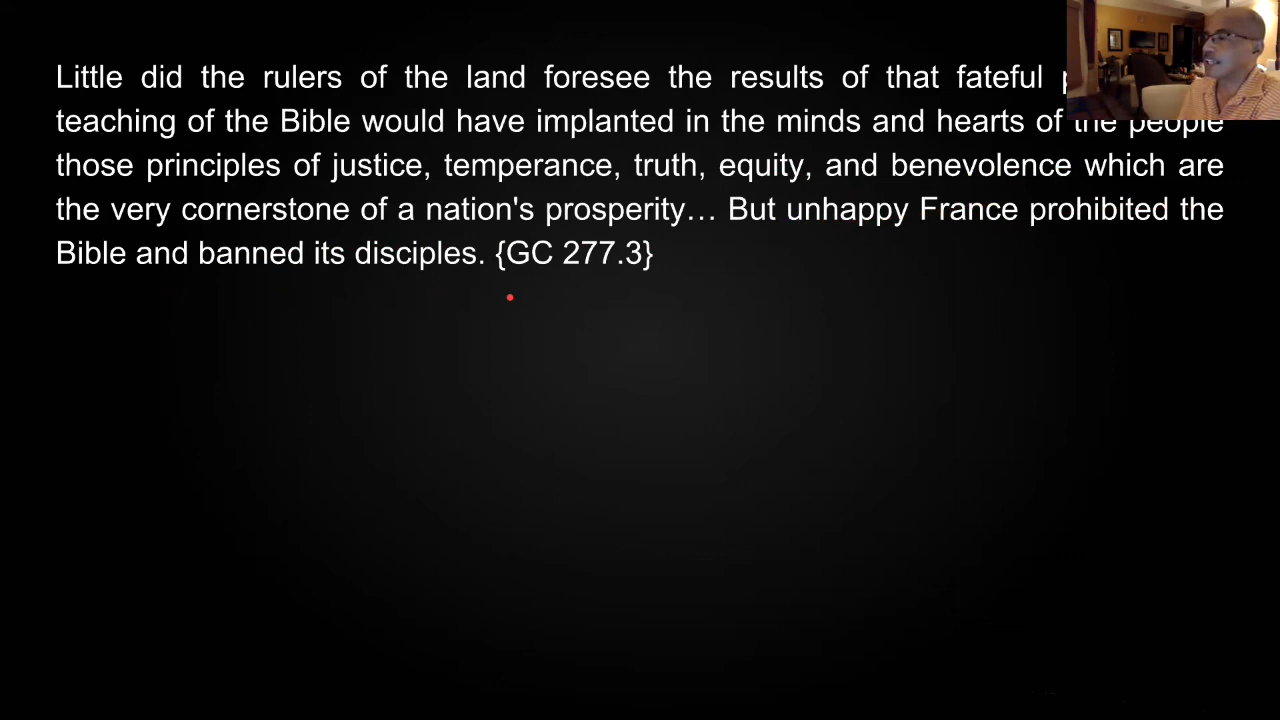 Little did the rulers of the land foresee the results of that fateful
teaching of the Bible would have implanted in the minds and hearts of the people
those principles of justice, temperance, truth, equity, and benevolence which are
the very cornerstone of a nation's prosperity… But unhappy France prohibited the
Bible and banned its disciples. {GC 277.3}